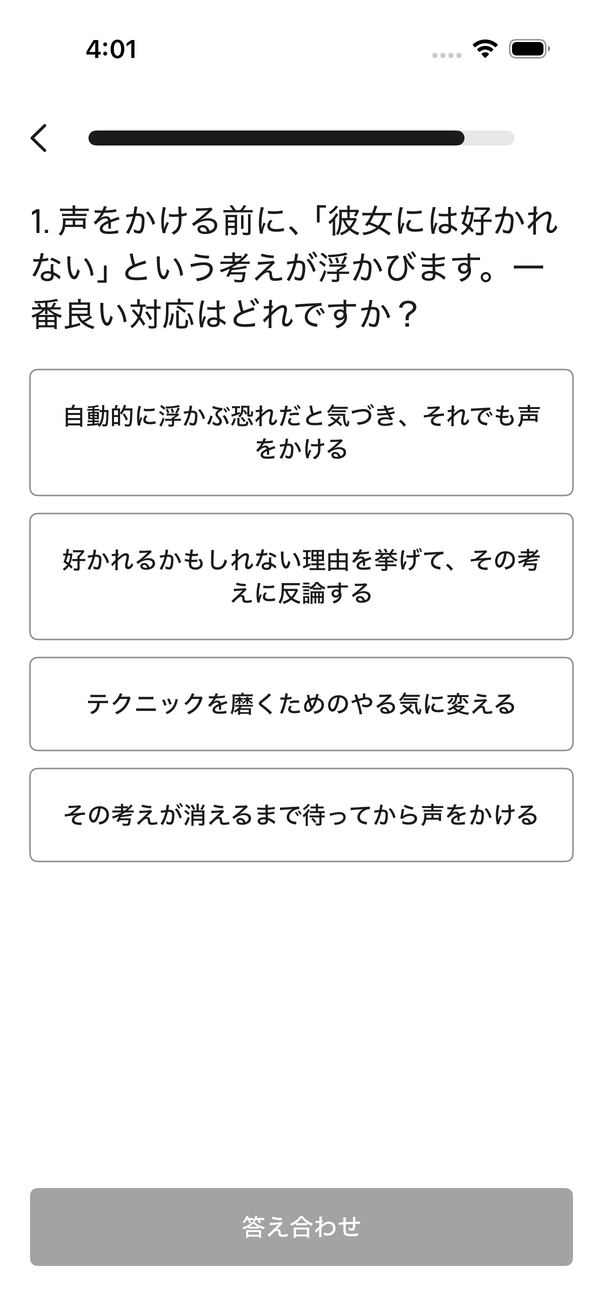 4:01
1. 声をかける前に、「彼女には好かれ
ない」という考えが浮かびます。一
番良い対応はどれですか？
自動的に浮かぶ恐れだと気づき、それでも声
をかける
好かれるかもしれない理由を挙げて、その考
えに反論する
テクニックを磨くためのやる気に変える
その考えが消えるまで待ってから声をかける
答え合わせ